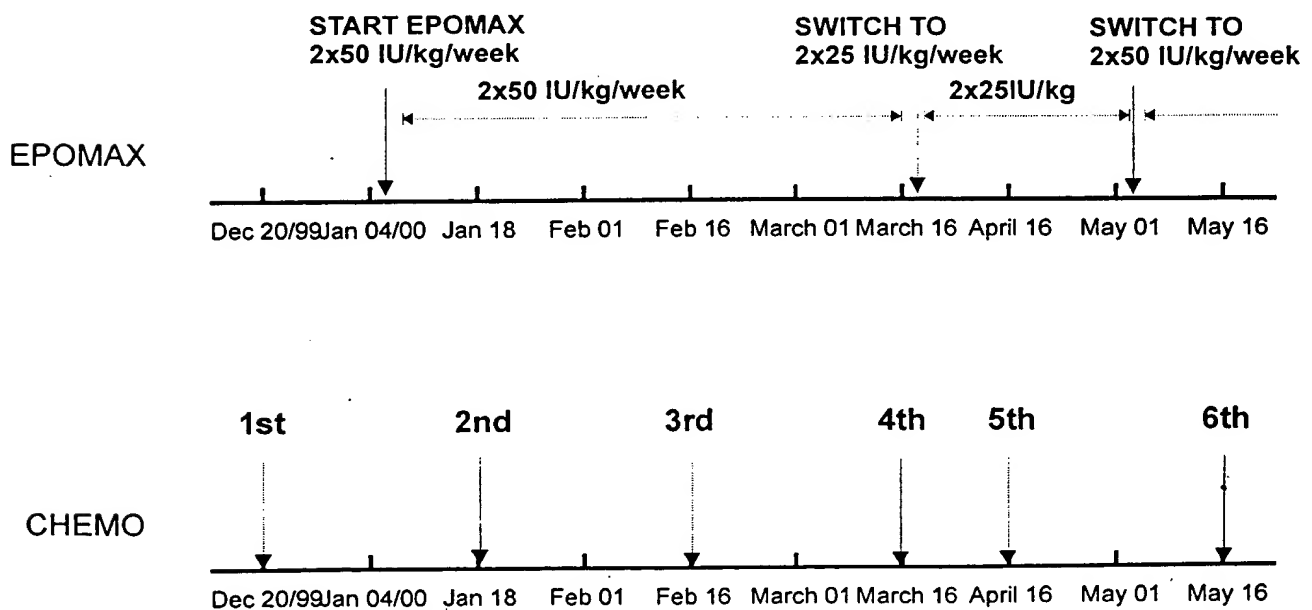 START EPOMAX
2x50 IU/kg/week
SWITCH TO
2x25 IU/kg/week
SWITCH TO
2x50 IU/kg/week
2x50 IU/kg/week
2x25IU/kg
EPOMAX
Dec 20/99Jan 04/00 Jan 18 Feb 01 Feb 16 March 01 March 16 April 16 May 01 May 16
1st 2nd 3rd 4th 5th 6th
CHEMO
Dec 20/99Jan 04/00 Jan 18 Feb 01 Feb 16 March 01 March 16 April 16 May 01 May 16